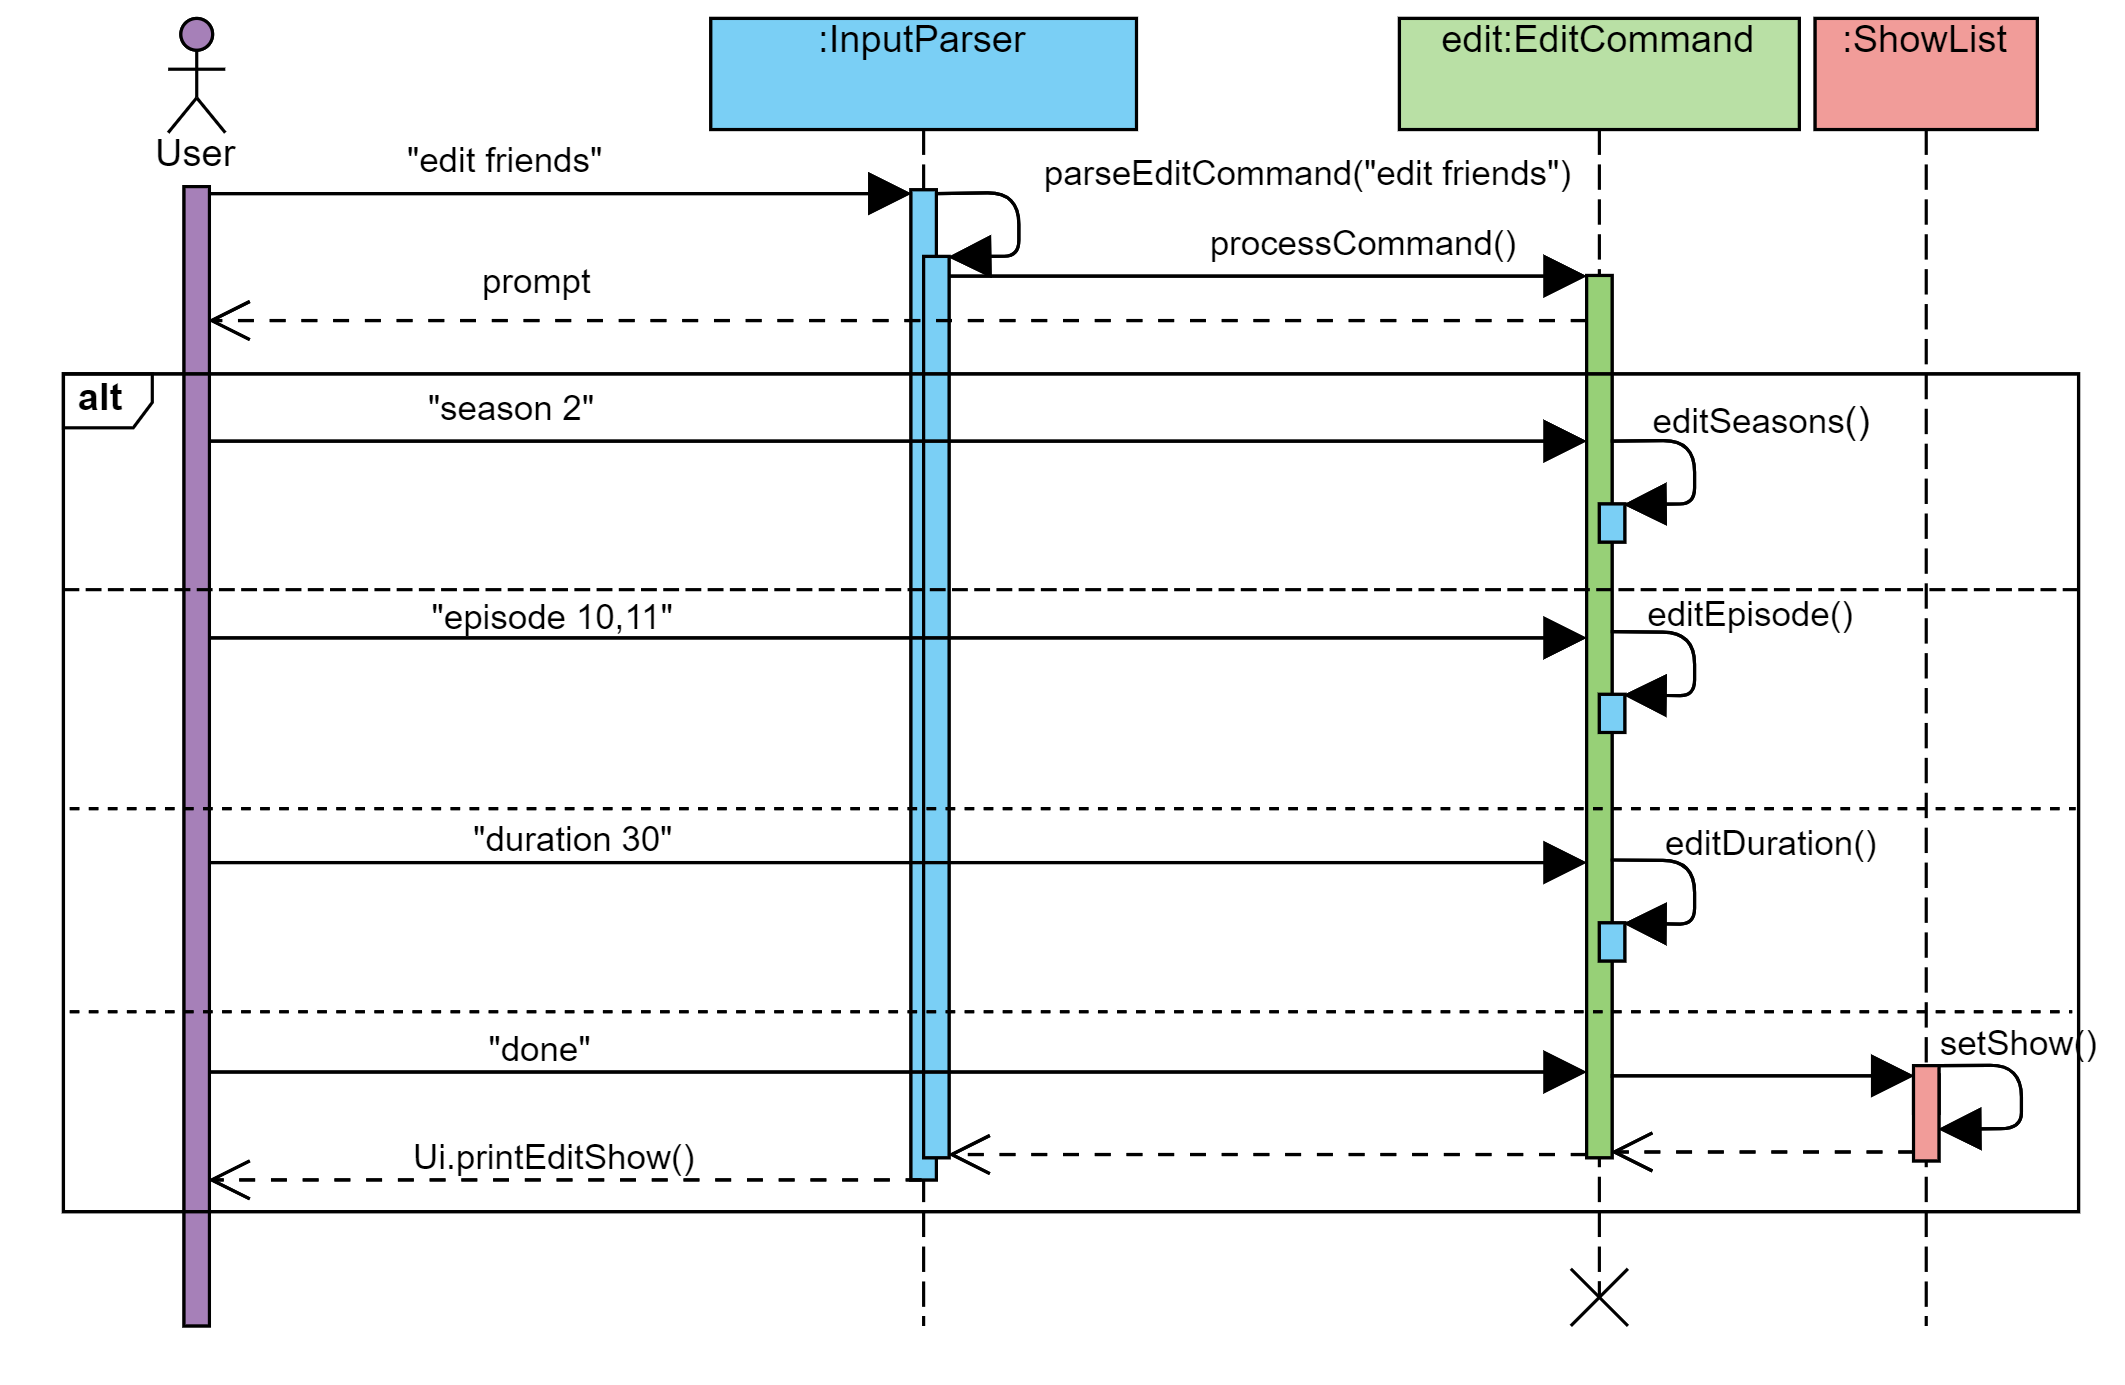 :InputParser
edit:EditCommand
:ShowList
User
"edit friends"
parseEditCommand("edit friends")
processCommand()
prompt
alt
"season 2"
editSeasons()
"episode 10,11"
editEpisode()
"duration 30"
editDuration()
"done"
setShow()
Ui.printEditShow()